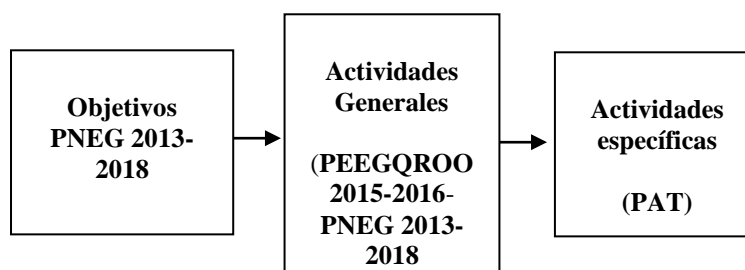 Objetivos
PNEG 2013-
2018
Actividades
Generales
(PEEGQROO
2015-2016-
PNEG 2013-
2018
Actividades
específicas
(PAT)